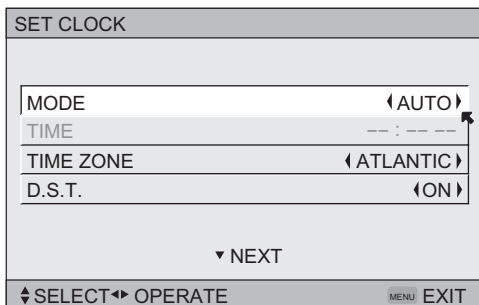 SET CLOCK
MODE AUTO
TIME -- : -- --
TIME ZONE ATLANTIC
D.S.T. ON
NEXT
SELECT OPERATE MENU EXIT